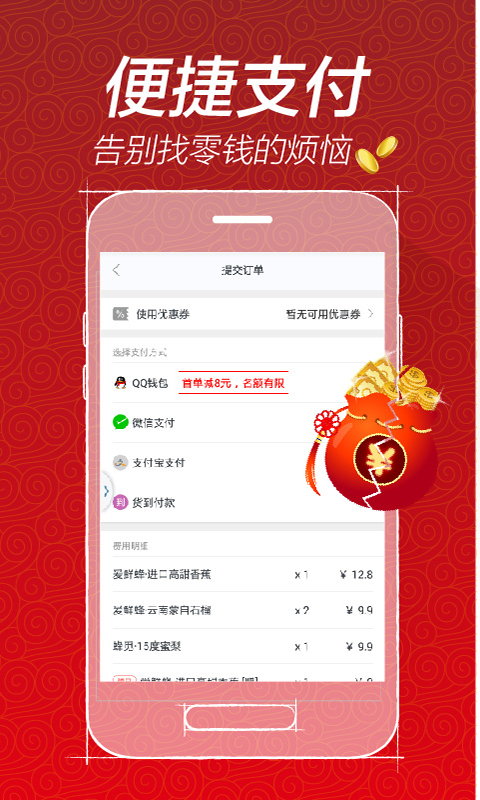 便捷支付
告别找零钱的烦恼
提交订单
使用优惠券 暂无可用优惠券
选择支付方式
QQ钱包 首单减8元，名额有限
微信支付
支付宝支付
到 货到付款
费用明细
爱鲜蜂·进口高甜香蕉 x 1 ¥ 12.8
爱鲜蜂·云南蒙自石榴 x 2 ¥ 9.9
蜂觅·15度蜜梨 x 1 ¥ 9.9